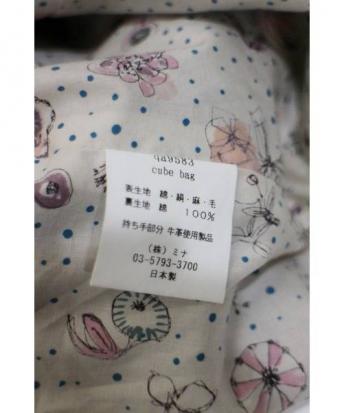 qa9583
cube bag
表生地 綿・絹・麻・毛
裏生地 綿 100%
持ち手部分 牛革使用製品
(株)ミナ
03-5793-3700
日本製